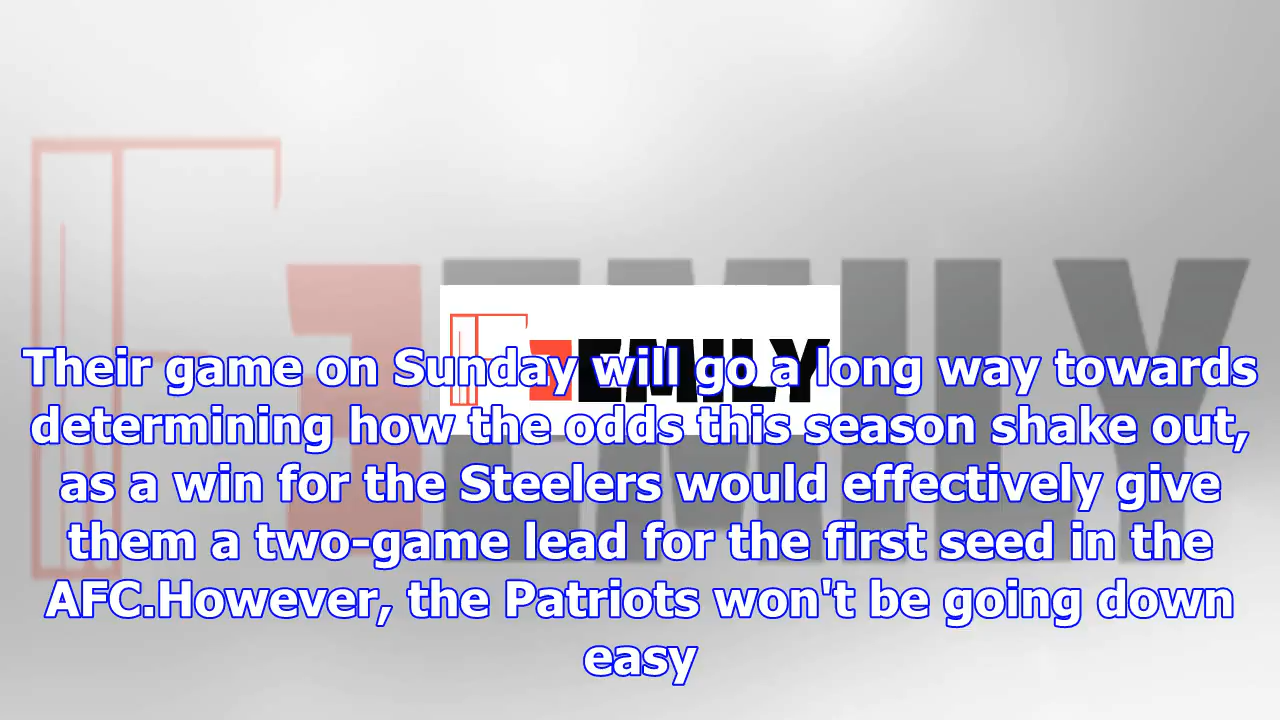 EMILY
Their game on Sunday will go a long way towards
determining how the odds this season shake out,
as a win for the Steelers would effectively give
them a two-game lead for the first seed in the
AFC.However, the Patriots won't be going down
easy